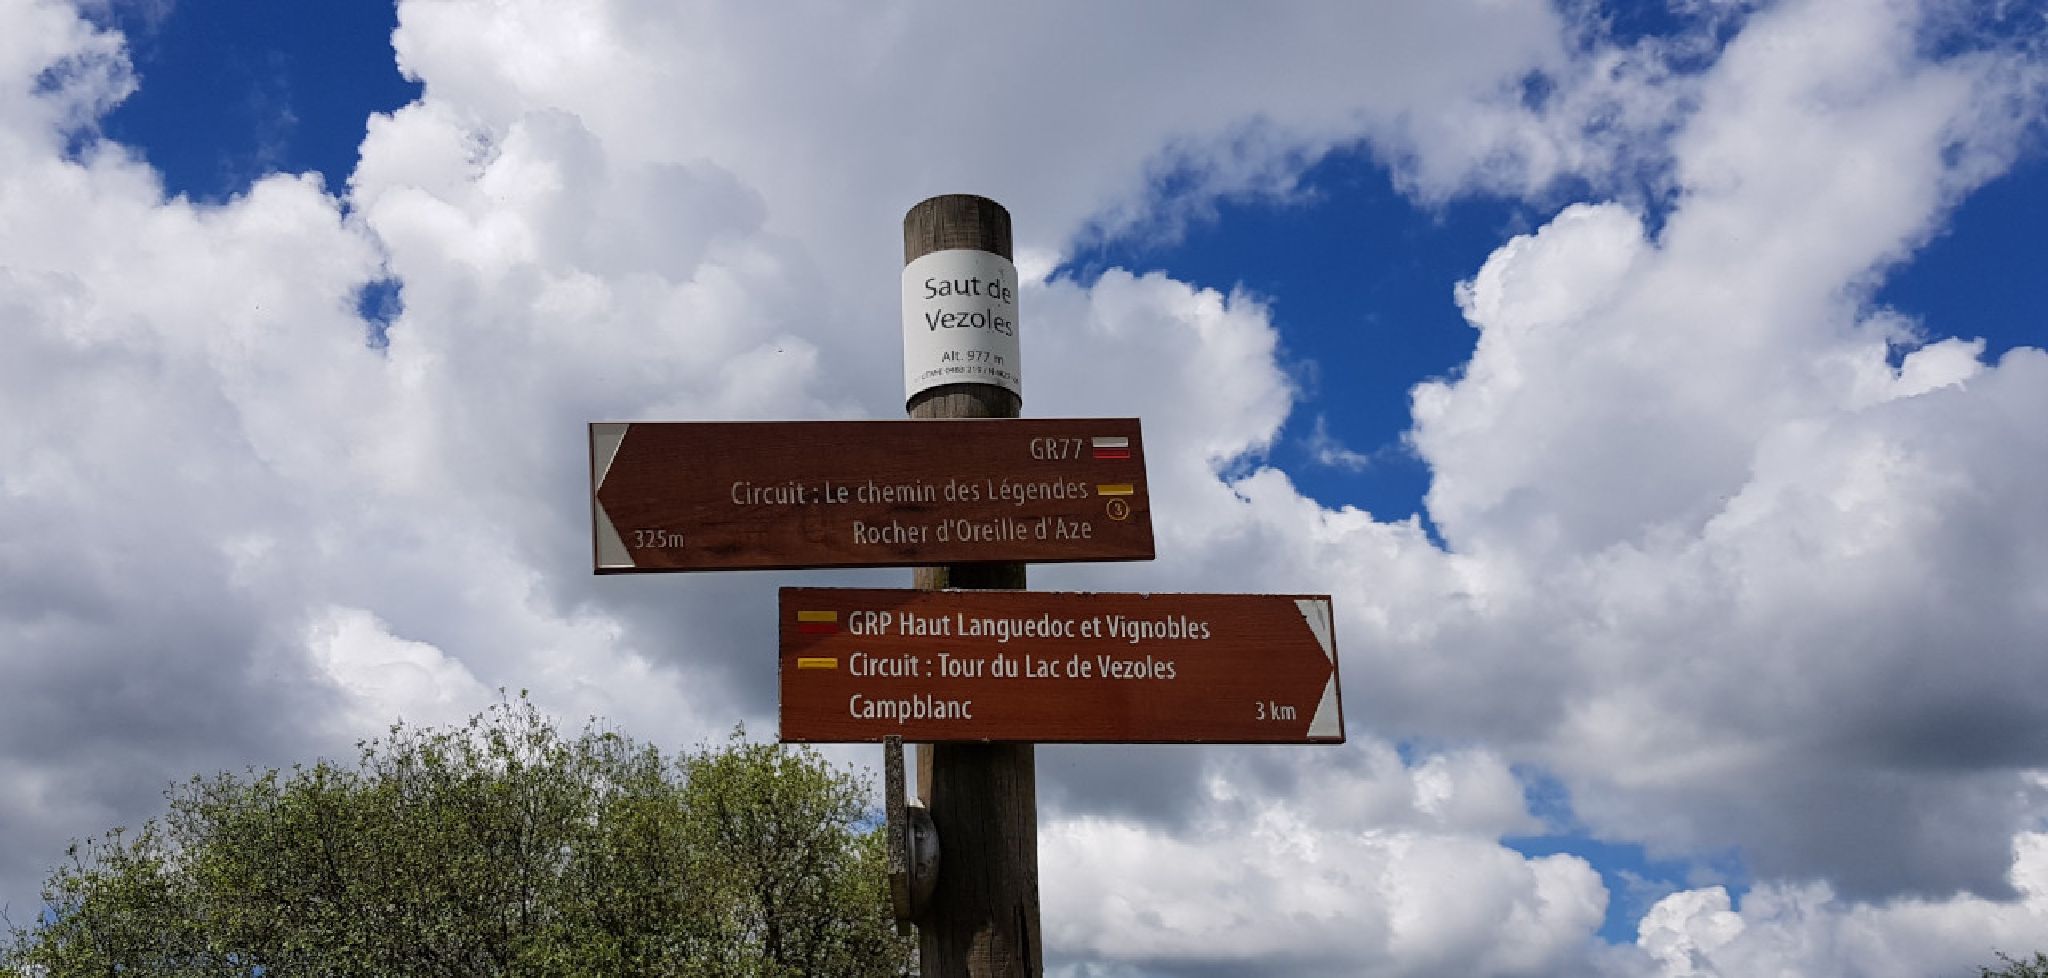 Saut de
Vezoles
Alt. 977 m
GR77
Circuit : Le chemin des Légendes
3
Rocher d'Oreille d'Aze
325m
GRP Haut Languedoc et Vignobles
Circuit : Tour du Lac de Vezoles
Campblanc
3 km